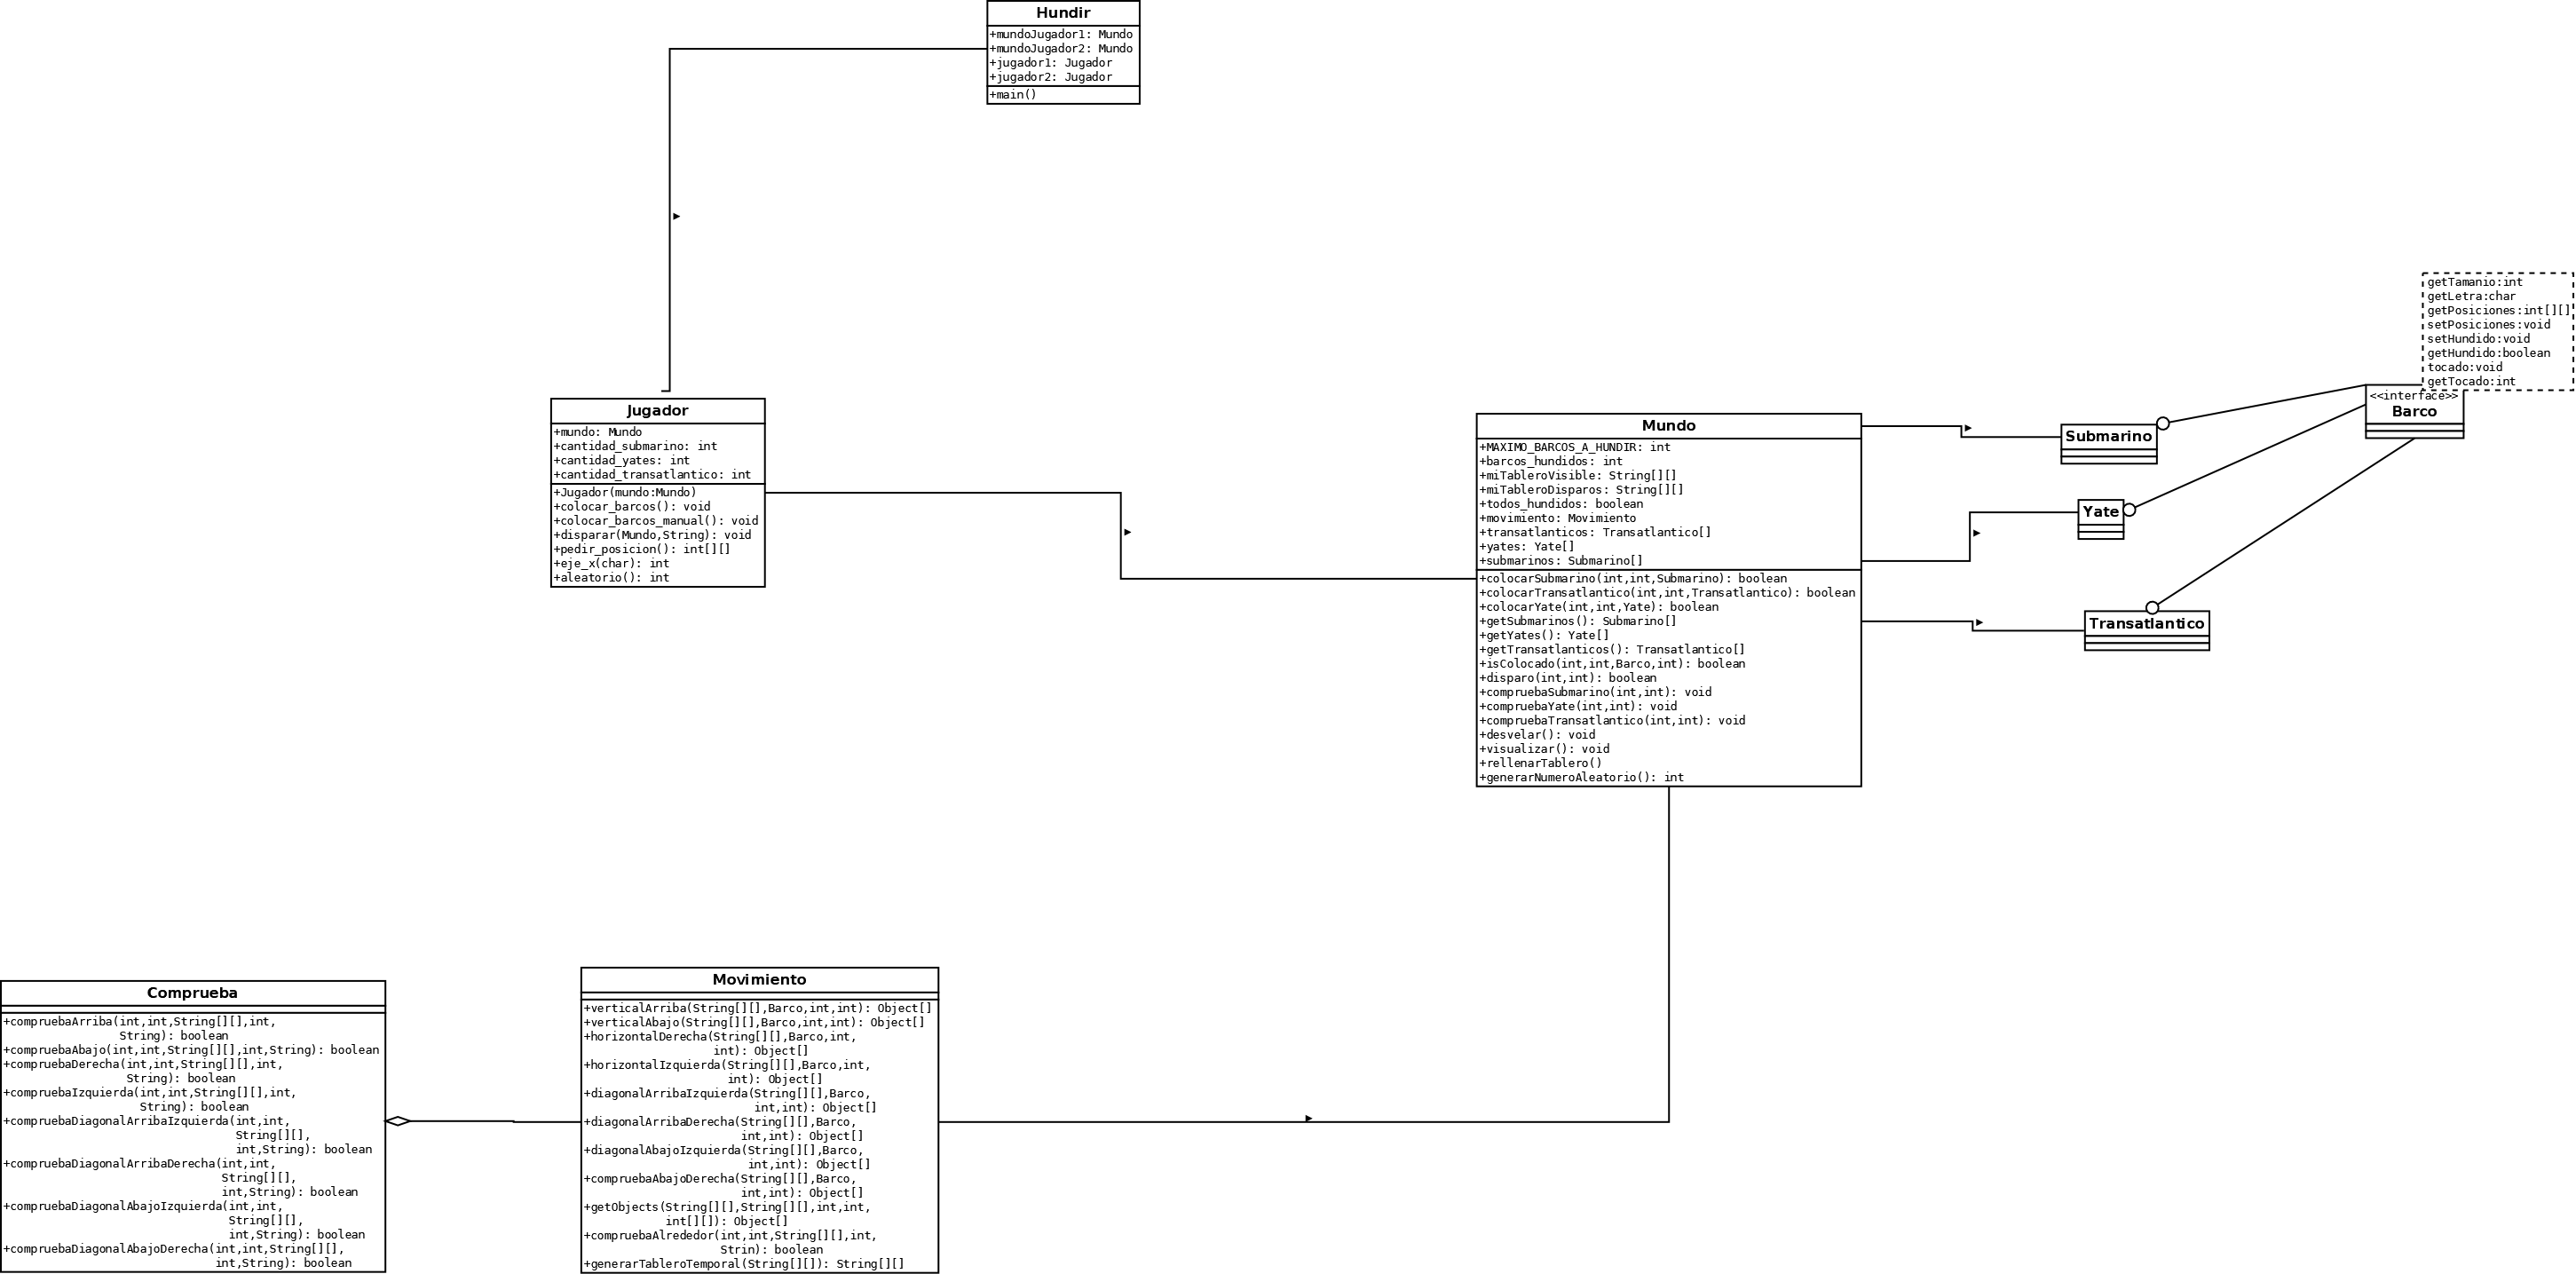 Hundir
+mundoJugador1: Mundo
+mundoJugador2: Mundo
+jugador1: Jugador
+jugador2: Jugador
+main()
getTamanio:int
getLetra:char
getPosiciones:int[][]
setPosiciones:void
setHundido:void
getHundido:boolean
tocado:void
getTocado:int
<<interface>>
Barco
Jugador
+mundo: Mundo
+cantidad_submarino: int
+cantidad_yates: int
+cantidad_transatlantico: int
+Jugador(mundo:Mundo)
+colocar_barcos(): void
+colocar_barcos_manual(): void
+disparar(Mundo,String): void
+pedir_posicion(): int[][]
+eje_x(char): int
+aleatorio(): int
Mundo
+MAXIMO_BARCOS_A_HUNDIR: int
+barcos_hundidos: int
+miTableroVisible: String[][]
+miTableroDisparos: String[][]
+todos_hundidos: boolean
+movimiento: Movimiento
+transatlanticos: Transatlantico[]
+yates: Yate[]
+submarinos: Submarino[]
+colocarSubmarino(int,int,Submarino): boolean
+colocarTransatlantico(int,int,Transatlantico): boolean
+colocarYate(int,int,Yate): boolean
+getSubmarinos(): Submarino[]
+getYates(): Yate[]
+getTransatlanticos(): Transatlantico[]
+isColocado(int,int,Barco,int): boolean
+disparo(int,int): boolean
+compruebaSubmarino(int,int): void
+compruebaYate(int,int): void
+compruebaTransatlantico(int,int): void
+desvelar(): void
+visualizar(): void
+rellenarTablero()
+generarNumeroAleatorio(): int
Submarino
Yate
Transatlantico
Comprueba
+compruebaArriba(int,int,String[][],int,
String): boolean
+compruebaAbajo(int,int,String[][],int,String): boolean
+compruebaDerecha(int,int,String[][],int,
String): boolean
+compruebaIzquierda(int,int,String[][],int,
String): boolean
+compruebaDiagonalArribaIzquierda(int,int,
String[][],
int,String): boolean
+compruebaDiagonalArribaDerecha(int,int,
String[][],
int,String): boolean
+compruebaDiagonalAbajoIzquierda(int,int,
String[][],
int,String): boolean
+compruebaDiagonalAbajoDerecha(int,int,String[][],
int,String): boolean
Movimiento
+verticalArriba(String[][],Barco,int,int): Object[]
+verticalAbajo(String[][],Barco,int,int): Object[]
+horizontalDerecha(String[][],Barco,int,
int): Object[]
+horizontalIzquierda(String[][],Barco,int,
int): Object[]
+diagonalArribaIzquierda(String[][],Barco,
int,int): Object[]
+diagonalArribaDerecha(String[][],Barco,
int,int): Object[]
+diagonalAbajoIzquierda(String[][],Barco,
int,int): Object[]
+compruebaAbajoDerecha(String[][],Barco,
int,int): Object[]
+getObjects(String[][],String[][],int,int,
int[][]): Object[]
+compruebaAlrededor(int,int,String[][],int,
Strin): boolean
+generarTableroTemporal(String[][]): String[][]